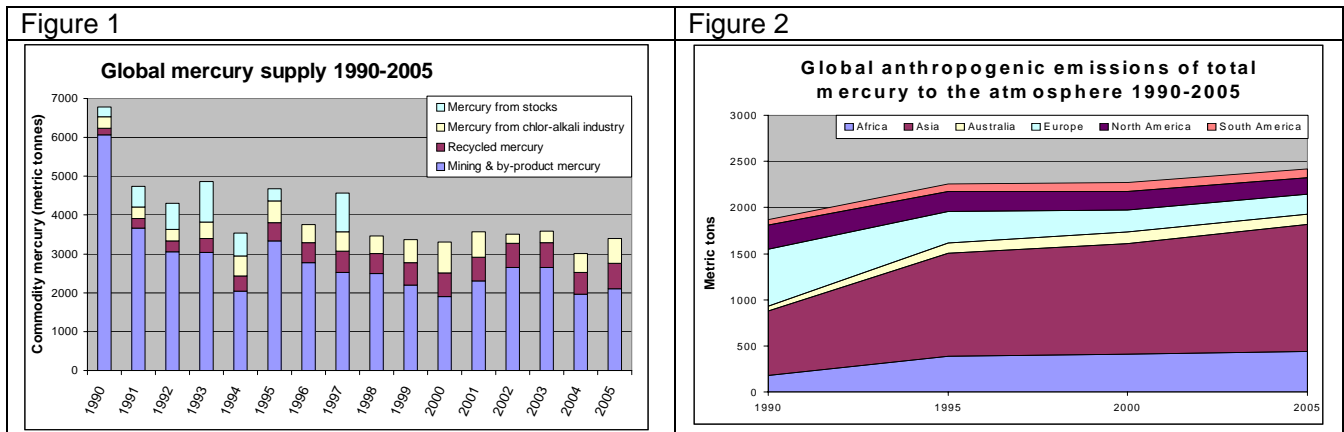 Figure 1
Figure 2
Global mercury supply 1990-2005
Commodity mercury (metric tonnes)
7000
6000
5000
4000
3000
2000
1000
0
Mercury from stocks
Mercury from chlor-alkali industry
Recycled mercury
Mining & by-product mercury
1990
1991
1992
1993
1994
1995
1996
1997
1998
1999
2000
2001
2002
2003
2004
2005
Global anthropogenic emissions of total
mercury to the atmosphere 1990-2005
Metric tons
3000
2500
2000
1500
1000
500
0
Africa
Asia
Australia
Europe
North America
South America
1990
1995
2000
2005